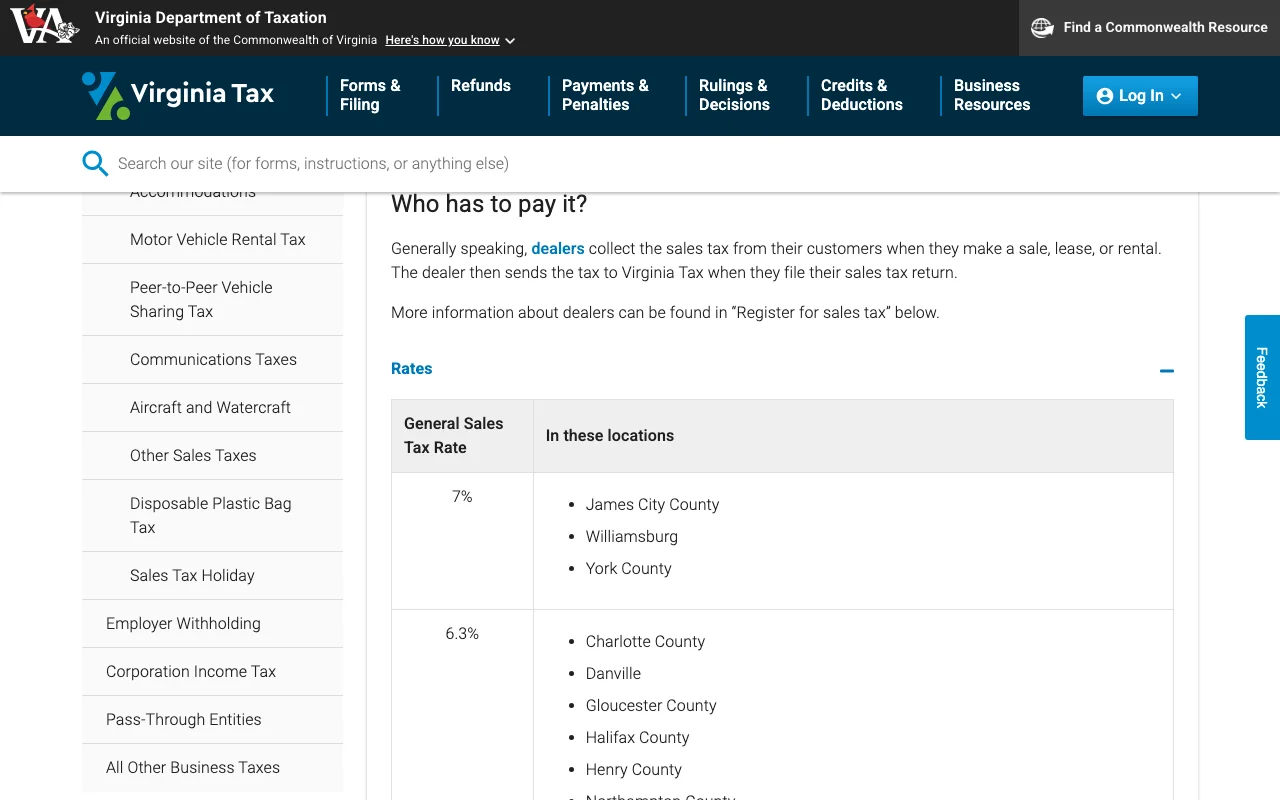 Virginia Department of Taxation
An official website of the Commonwealth of Virginia Here's how you know
Find a Commonwealth Resource
Virginia Tax
Forms &
Filing
Refunds
Payments &
Penalties
Rulings &
Decisions
Credits &
Deductions
Business
Resources
Log In
Search our site (for forms, instructions, or anything else)
Accommodations
Motor Vehicle Rental Tax
Peer-to-Peer Vehicle
Sharing Tax
Communications Taxes
Aircraft and Watercraft
Other Sales Taxes
Disposable Plastic Bag
Tax
Sales Tax Holiday
Employer Withholding
Corporation Income Tax
Pass-Through Entities
All Other Business Taxes
Who has to pay it?
Generally speaking, dealers collect the sales tax from their customers when they make a sale, lease, or rental.
The dealer then sends the tax to Virginia Tax when they file their sales tax return.
More information about dealers can be found in “Register for sales tax” below.
Rates
General Sales
Tax Rate
In these locations
7%
James City County
Williamsburg
York County
6.3%
Charlotte County
Danville
Gloucester County
Halifax County
Henry County
Northampton County
Feedback